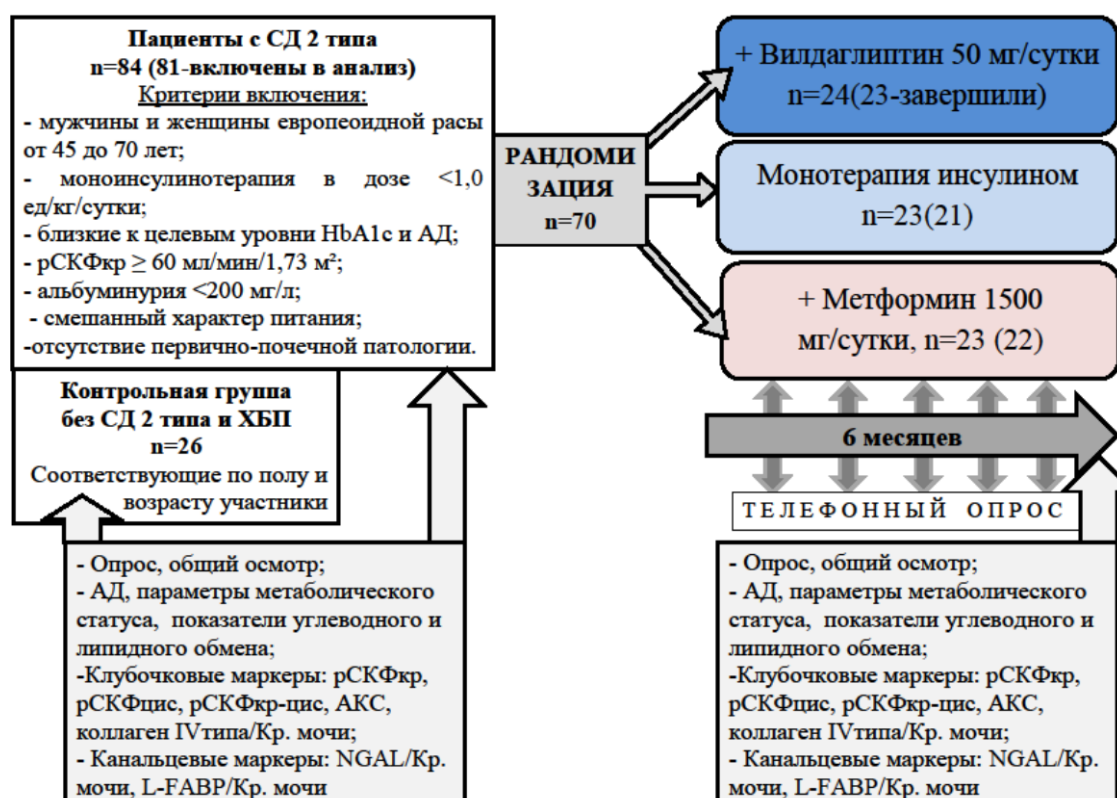 Пациенты с СД 2 типа
n=84 (81-включены в анализ)
Критерии включения:
- мужчины и женщины европеоидной расы
от 45 до 70 лет;
- моноинсулинотерапия в дозе <1,0
ед/кг/сутки;
- близкие к целевым уровни HbA1c и АД;
- рСКФкр ≥ 60 мл/мин/1,73 м²;
- альбуминурия <200 мг/л;
- смешанный характер питания;
-отсутствие первично-почечной патологии.
Контрольная группа
без СД 2 типа и ХБП
n=26
Соответствующие по полу и
возрасту участники
- Опрос, общий осмотр;
- АД, параметры метаболического
статуса, показатели углеводного и
липидного обмена;
-Клубочковые маркеры: рСКФкр,
рСКФцис, рСКФкр-цис, АКС,
коллаген IVтипа/Кр. мочи;
- Канальцевые маркеры: NGAL/Кр.
мочи, L-FABP/Кр. мочи
РАНДОМИ
ЗАЦИЯ
n=70
+ Вилдаглиптин 50 мг/сутки
n=24(23-завершили)
Монотерапия инсулином
n=23(21)
+ Метформин 1500
мг/сутки, n=23 (22)
6 месяцев
ТЕЛЕФОННЫЙ ОПРОС
- Опрос, общий осмотр;
- АД, параметры метаболического
статуса, показатели углеводного и
липидного обмена;
-Клубочковые маркеры: рСКФкр,
рСКФцис, рСКФкр-цис, АКС,
коллаген IVтипа/Кр. мочи;
- Канальцевые маркеры: NGAL/Кр.
мочи, L-FABP/Кр. мочи